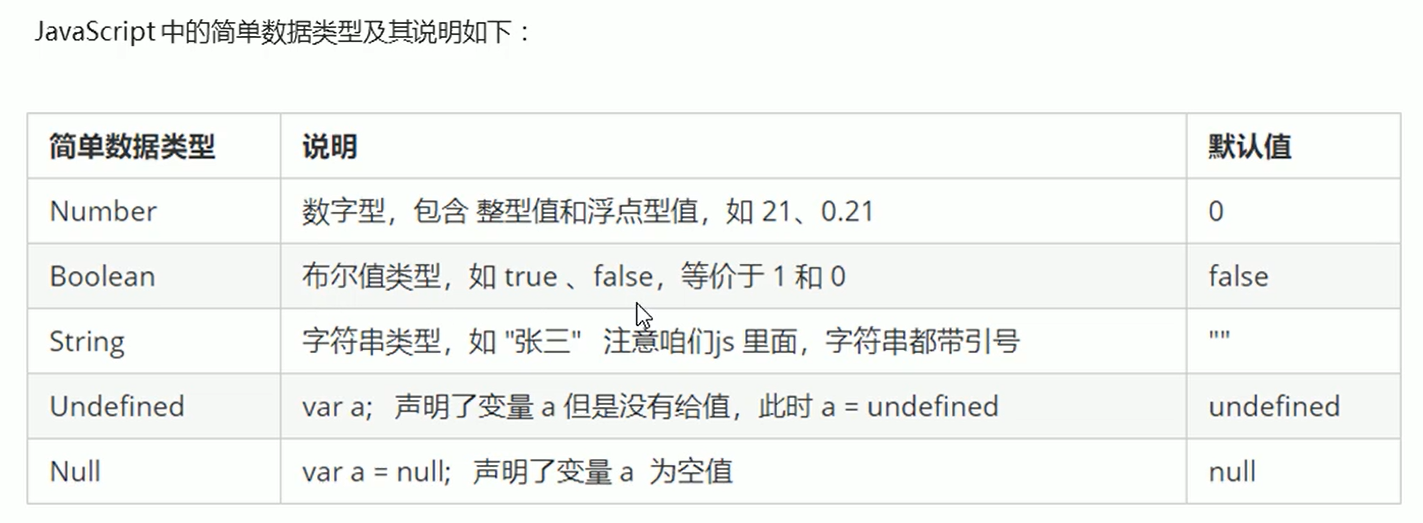 JavaScript 中的简单数据类型及其说明如下：
简单数据类型 说明 默认值
Number 数字型，包含 整型值和浮点型值，如 21、0.21 0
Boolean 布尔值类型，如 true 、false，等价于 1 和 0 false
String 字符串类型，如 "张三" 注意咱们js 里面，字符串都带引号 ""
Undefined var a; 声明了变量 a 但是没有给值，此时 a = undefined undefined
Null var a = null; 声明了变量 a 为空值 null